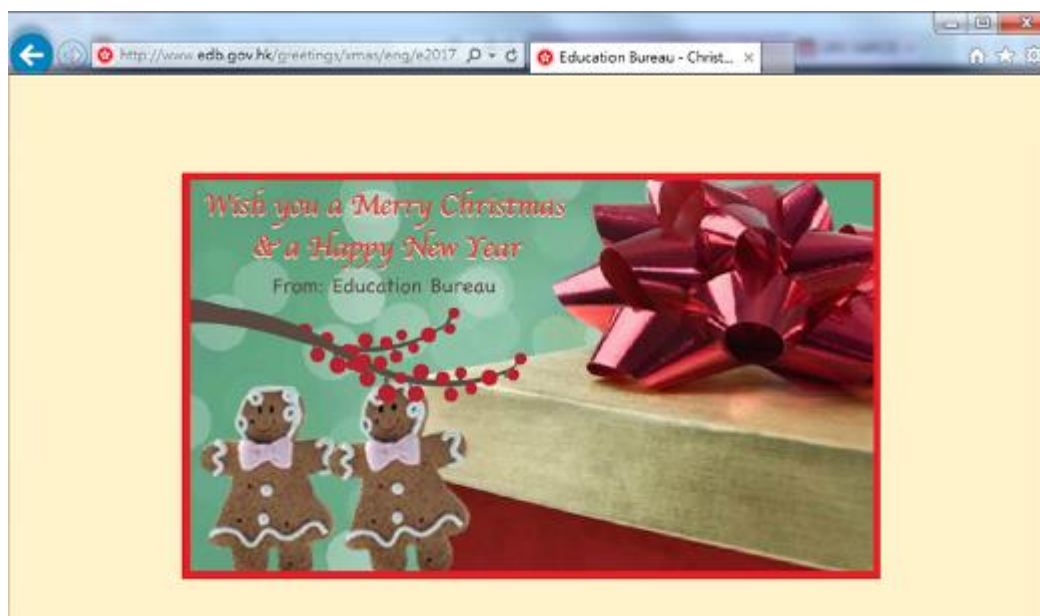 http://www.edb.gov.hk/greetings/xmas/eng/e2017
Education Bureau - Christ...
Wish you a Merry Christmas
& a Happy New Year
From: Education Bureau